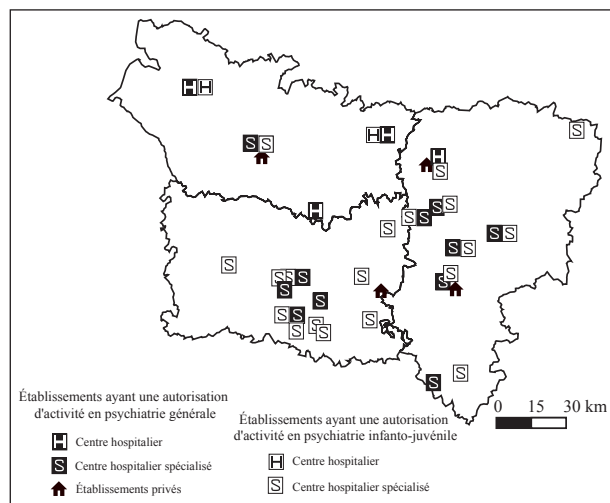 Établissements ayant une autorisation
d'activité en psychiatrie générale
H Centre hospitalier
S Centre hospitalier spécialisé
Établissements privés
Établissements ayant une autorisation
d'activité en psychiatrie infanto-juvénile
H Centre hospitalier
S Centre hospitalier spécialisé
0 15 30 km